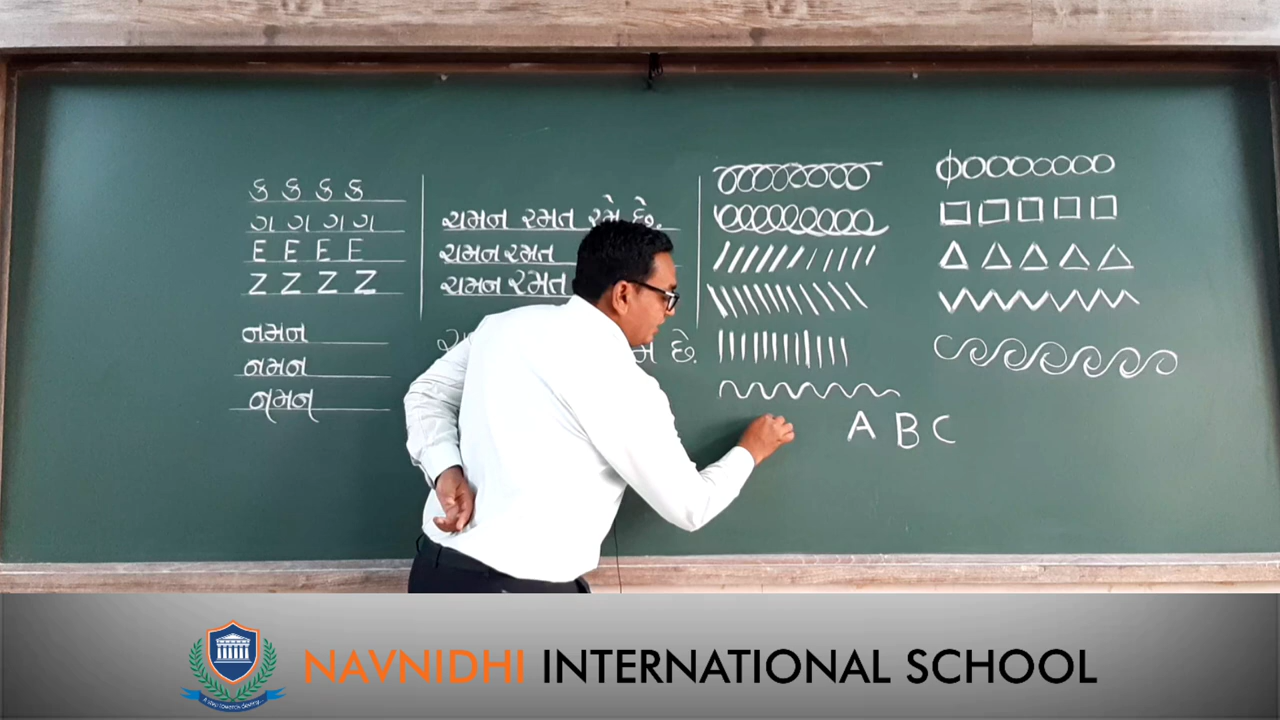 ક ક ક ક
ગ ગ ગ ગ
E E E E
Z Z Z Z
નમન
નમન
નમન
ચમન રમત રમે છે.
ચમન રમત
ચમન રમત
છે.
A B C
NAVNIDHI INTERNATIONAL SCHOOL